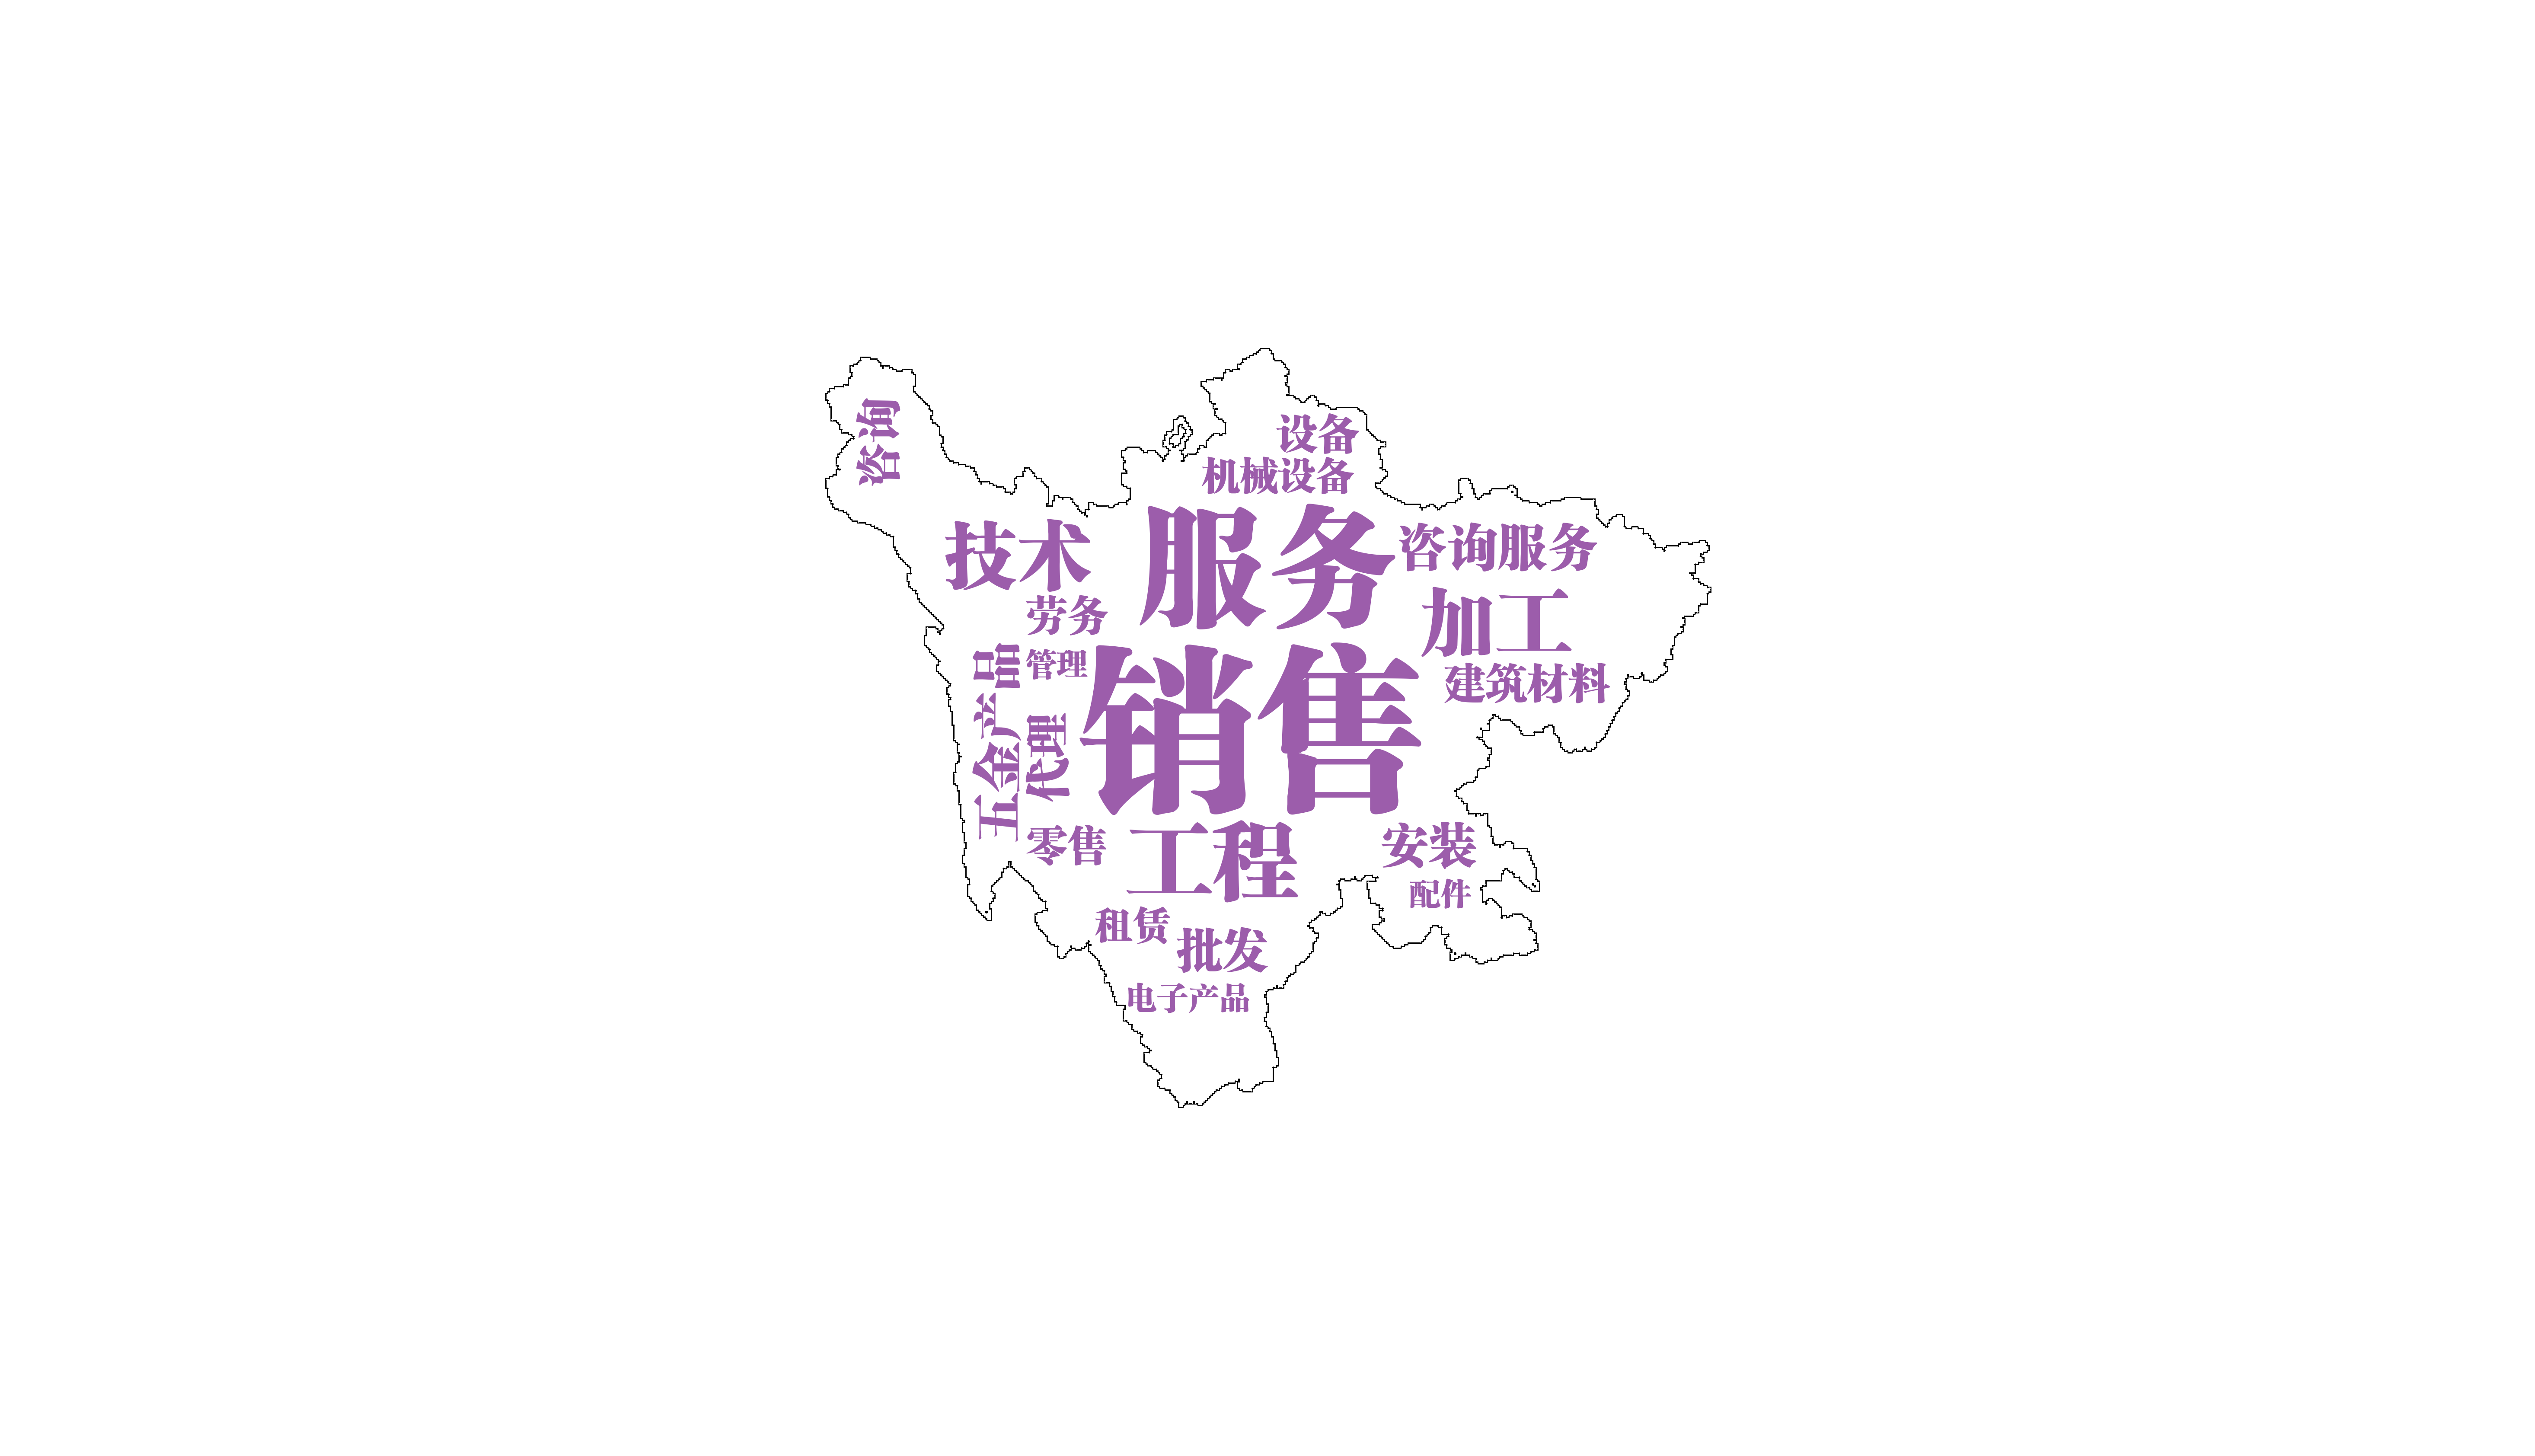 咨询
设备
机械设备
技术
服务
咨询服务
劳务
加工
五金产品
管理
销售
建筑材料
代理
零售
工程
安装
配件
租赁
批发
电子产品